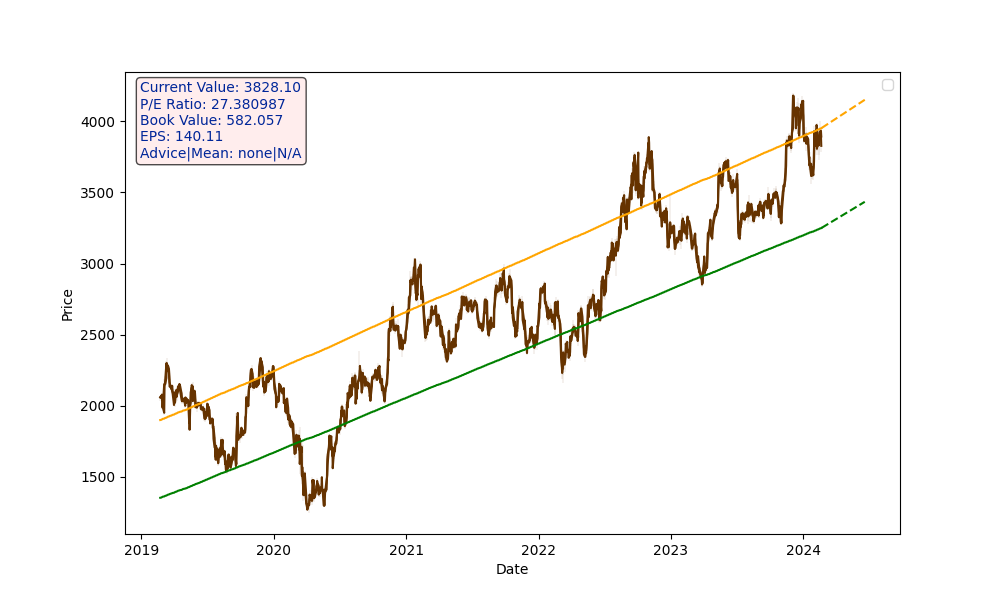 Current Value: 3828.10
P/E Ratio: 27.380987
Book Value: 582.057
EPS: 140.11
Advice|Mean: none|N/A
4000
3500
3000
2500
2000
1500
Price
2019 2020 2021 2022 2023 2024
Date